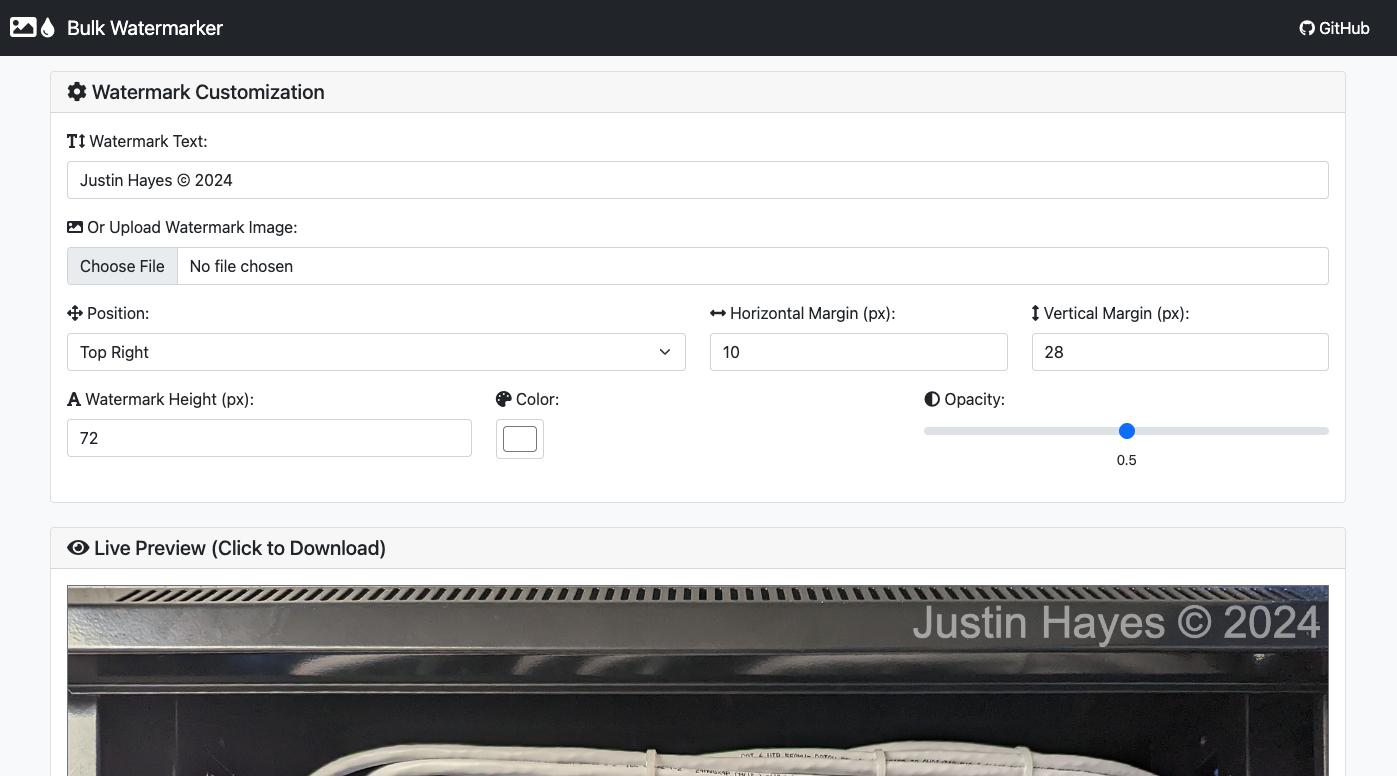 Bulk Watermarker
GitHub
Watermark Customization
Watermark Text:
Justin Hayes © 2024
Or Upload Watermark Image:
Choose File No file chosen
Position: Horizontal Margin (px): Vertical Margin (px):
Top Right 10 28
Watermark Height (px): Color: Opacity:
72
0.5
Live Preview (Click to Download)
Justin Hayes © 2024